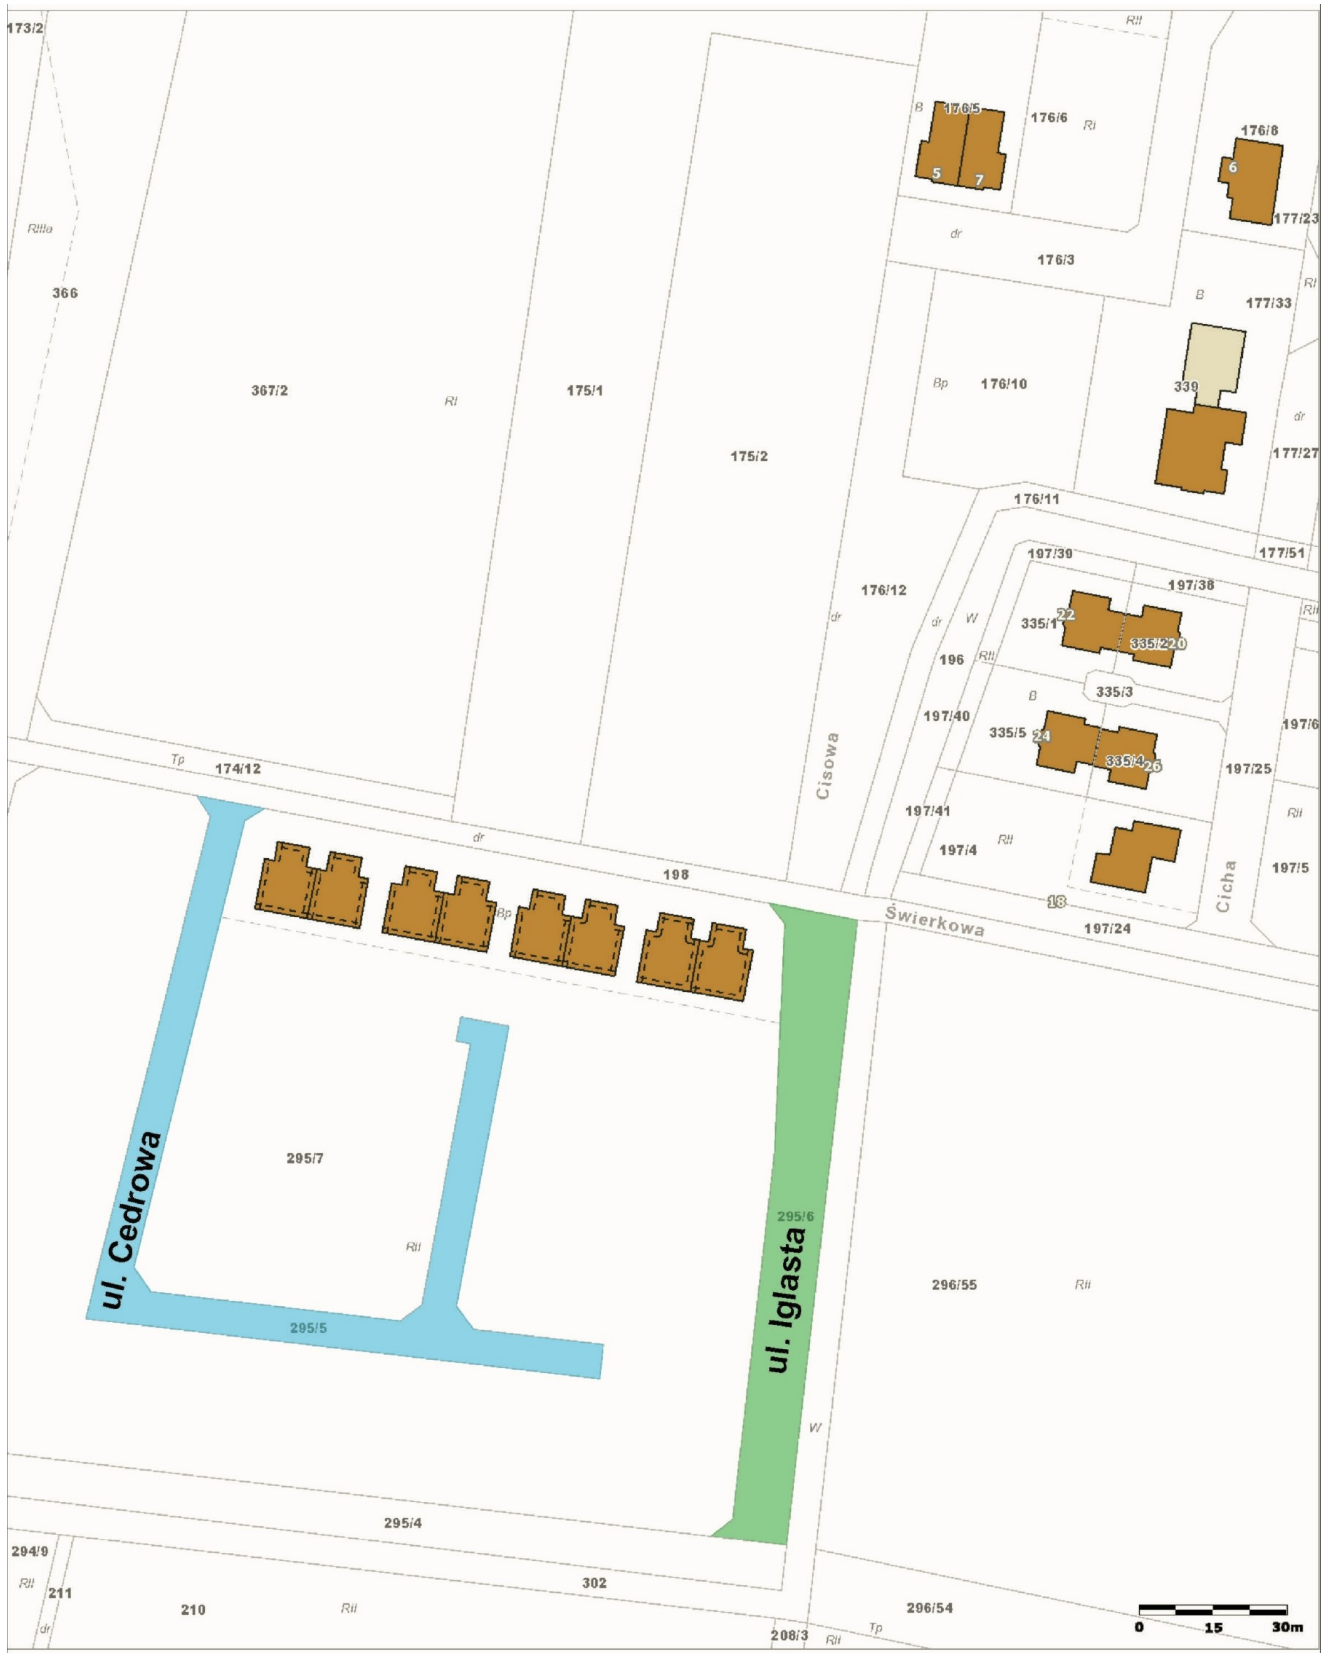 173/2
RII
B
176/5
176/6
RI
176/8
5
7
6
177/23
RIIIa
dr
176/3
366
RI
B
177/33
367/2
RI
175/1
Bp
176/10
339
dr
175/2
177/27
176/11
197/39
177/51
197/38
176/12
dr
dr
W
335/1
22
335/2
20
RII
196
RII
B
335/3
197/40
335/5
24
335/4
26
197/6
Tp
174/12
Cisowa
197/25
197/41
RII
dr
197/4
RII
198
Cicha
197/5
18
Bp
Świerkowa
197/24
295/7
ul. Cedrowa
295/6
RII
ul. Iglasta
296/55
RII
295/5
W
295/4
294/9
RII
211
302
210
RII
296/54
dr
208/3
RII
Tp
0 15 30m